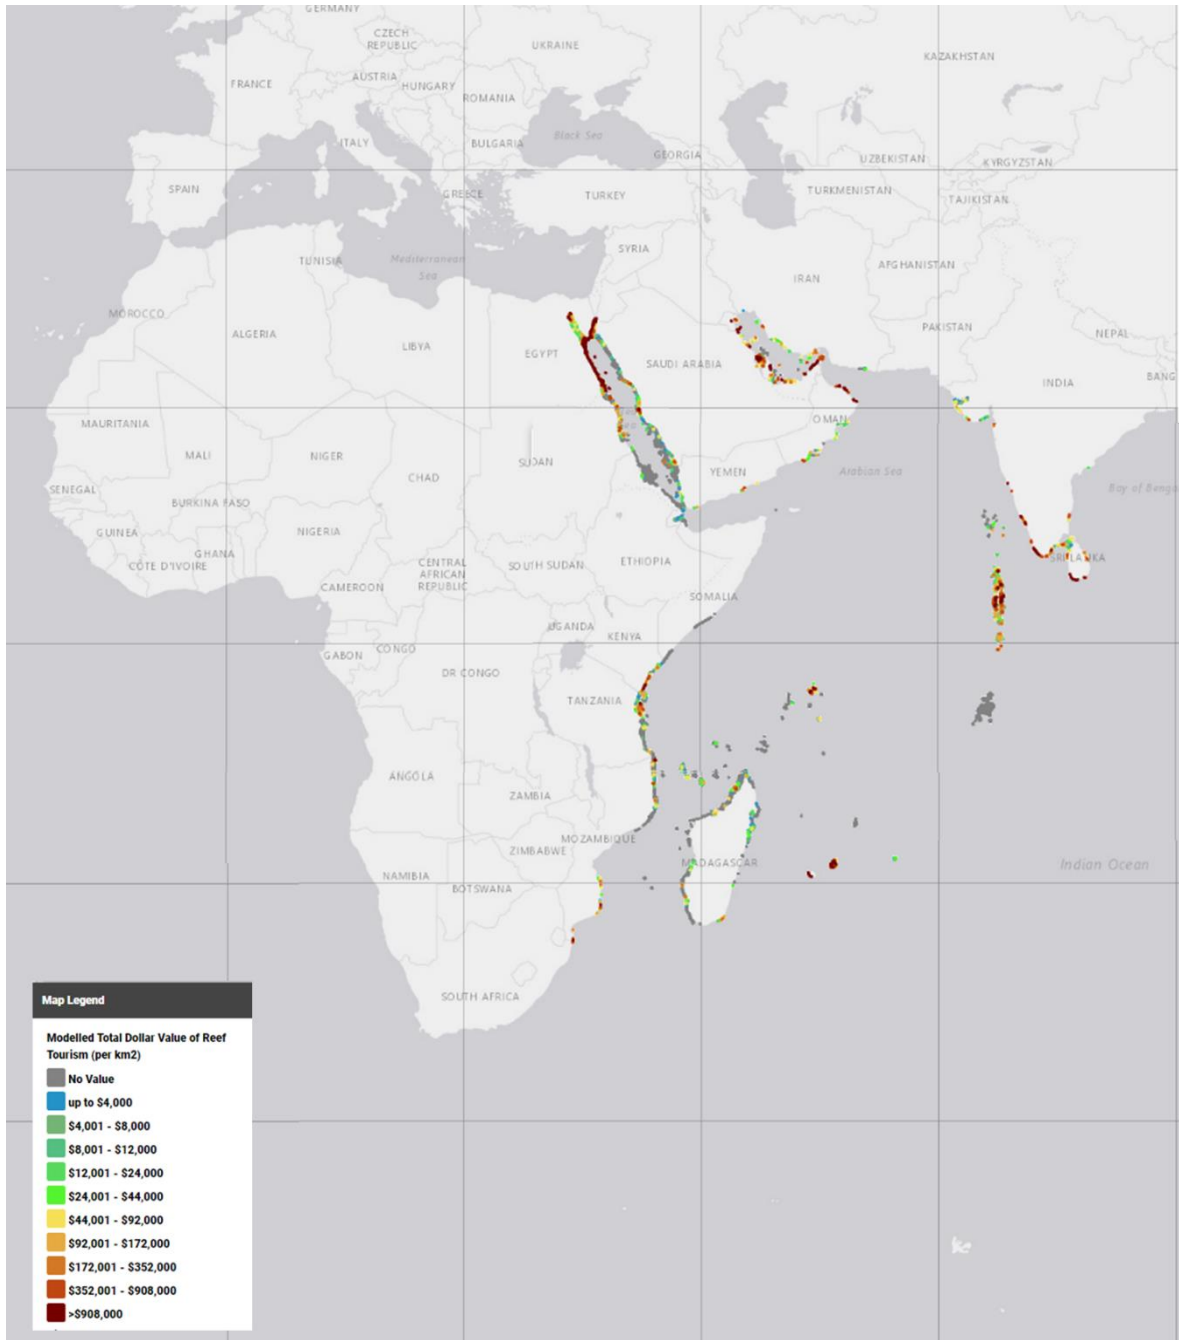 GERMANY
CZECH
REPUBLIC
UKRAINE
KAZAKHSTAN
FRANCE
AUSTRIA
HUNGARY
ROMANIA
ITALY
BULGARIA
Black Sea
GEORGIA
UZBEKISTAN
KYRGYZSTAN
SPAIN
GREECE
TURKEY
TURKMENISTAN
TAJIKISTAN
TUNISIA
Mediterranean
Sea
SYRIA
IRAN
AFGHANISTAN
MOROCCO
ALGERIA
LIBYA
EGYPT
SAUDI ARABIA
PAKISTAN
NEPAL
INDIA
BANG
MAURITANIA
MALI
NIGER
CHAD
SUDAN
OMAN
YEMEN
Arabian Sea
Bay of Benga
SENEGAL
BURKINA FASO
GUINEA
NIGERIA
GHANA
CÔTE D'IVOIRE
CENTRAL
AFRICAN
REPUBLIC
SOUTH SUDAN
ETHIOPIA
SRI LANKA
CAMEROON
SOMALIA
UGANDA
KENYA
GABON
CONGO
DR CONGO
TANZANIA
ANGOLA
ZAMBIA
MOZAMBIQUE
ZIMBABWE
MADAGASCAR
Indian Ocean
NAMIBIA
BOTSWANA
SOUTH AFRICA
Map Legend
Modelled Total Dollar Value of Reef
Tourism (per km2)
No Value
up to $4,000
$4,001 - $8,000
$8,001 - $12,000
$12,001 - $24,000
$24,001 - $44,000
$44,001 - $92,000
$92,001 - $172,000
$172,001 - $352,000
$352,001 - $908,000
>$908,000